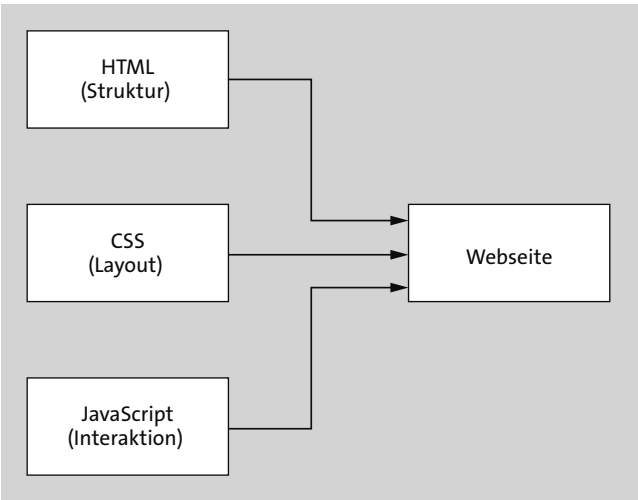 HTML
(Struktur)
CSS
(Layout)
Webseite
JavaScript
(Interaktion)